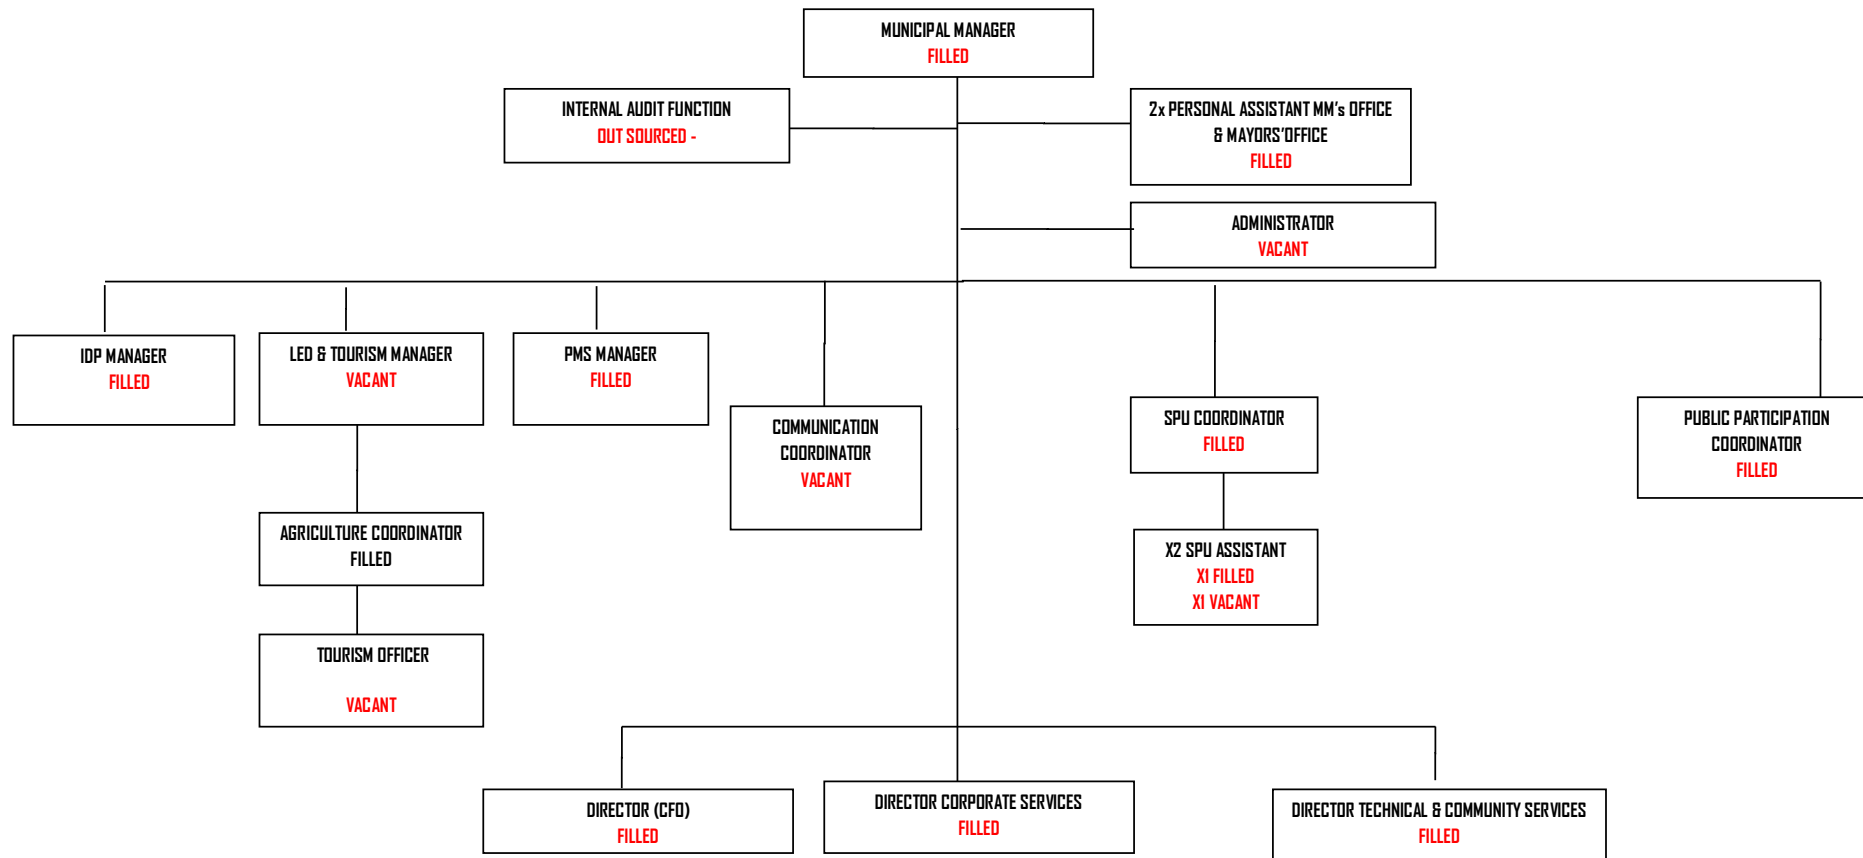 MUNICIPAL MANAGER
FILLED
INTERNAL AUDIT FUNCTION
OUT SOURCED -
2x PERSONAL ASSISTANT MM's OFFICE
& MAYORS'OFFICE
FILLED
ADMINISTRATOR
VACANT
IDP MANAGER
FILLED
LED & TOURISM MANAGER
VACANT
PMS MANAGER
FILLED
COMMUNICATION
COORDINATOR
VACANT
SPU COORDINATOR
FILLED
PUBLIC PARTICIPATION
COORDINATOR
FILLED
AGRICULTURE COORDINATOR
FILLED
X2 SPU ASSISTANT
X1 FILLED
X1 VACANT
TOURISM OFFICER
VACANT
DIRECTOR (CFO)
FILLED
DIRECTOR CORPORATE SERVICES
FILLED
DIRECTOR TECHNICAL & COMMUNITY SERVICES
FILLED